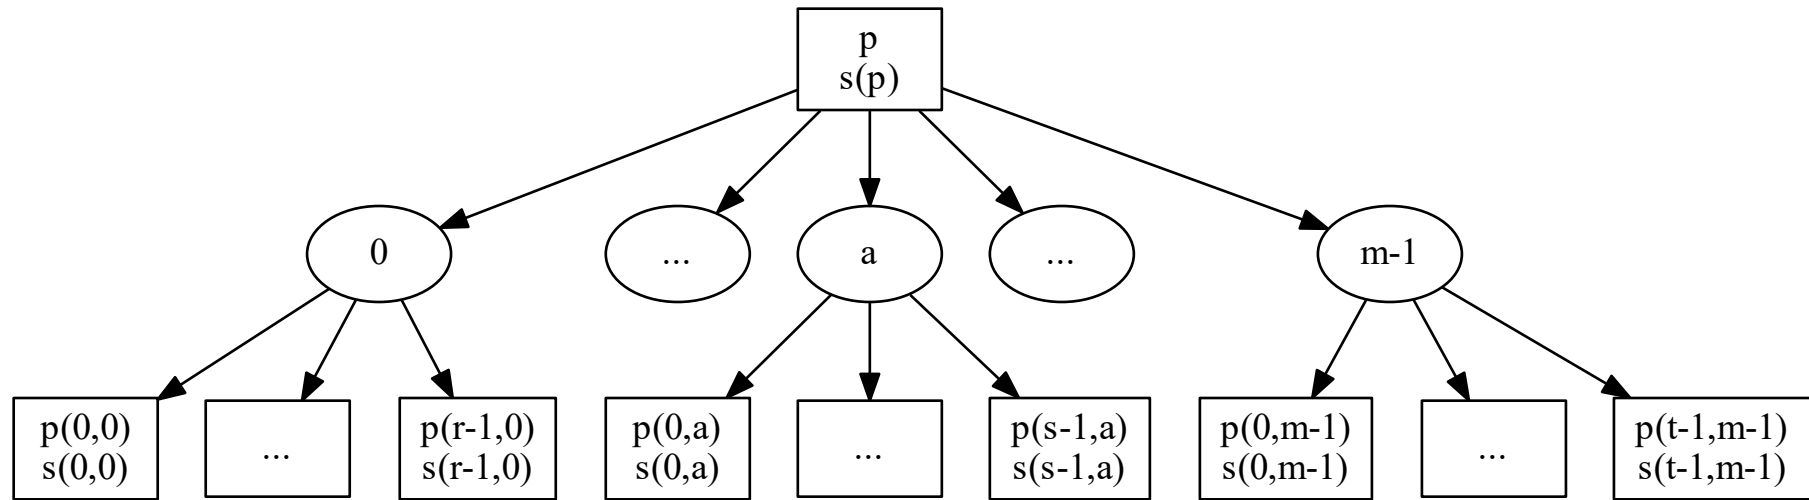 p
s(p)
0
...
a
...
m-1
p(0,0)
s(0,0)
...
p(r-1,0)
s(r-1,0)
p(0,a)
s(0,a)
...
p(s-1,a)
s(s-1,a)
p(0,m-1)
s(0,m-1)
...
p(t-1,m-1)
s(t-1,m-1)